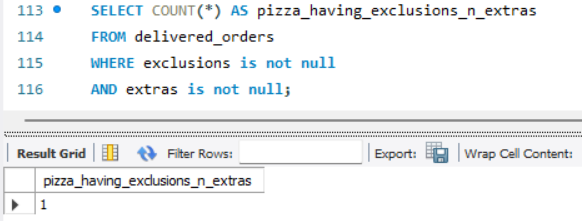 113 SELECT COUNT(*) AS pizza_having_exclusions_n_extras
114 FROM delivered_orders
115 WHERE exclusions is not null
116 AND extras is not null;
Result Grid Filter Rows: Export: Wrap Cell Content:
pizza_having_exclusions_n_extras
1